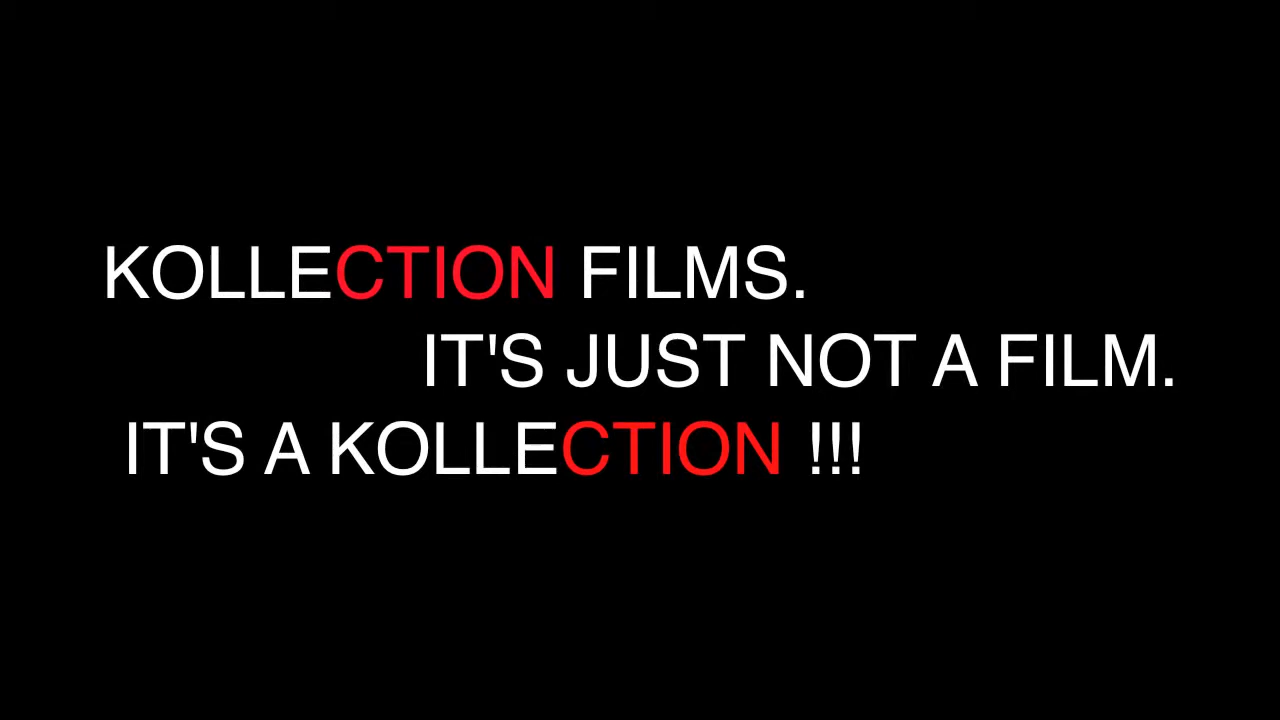 KOLLECTION FILMS.
IT'S JUST NOT A FILM.
IT'S A KOLLECTION !!!